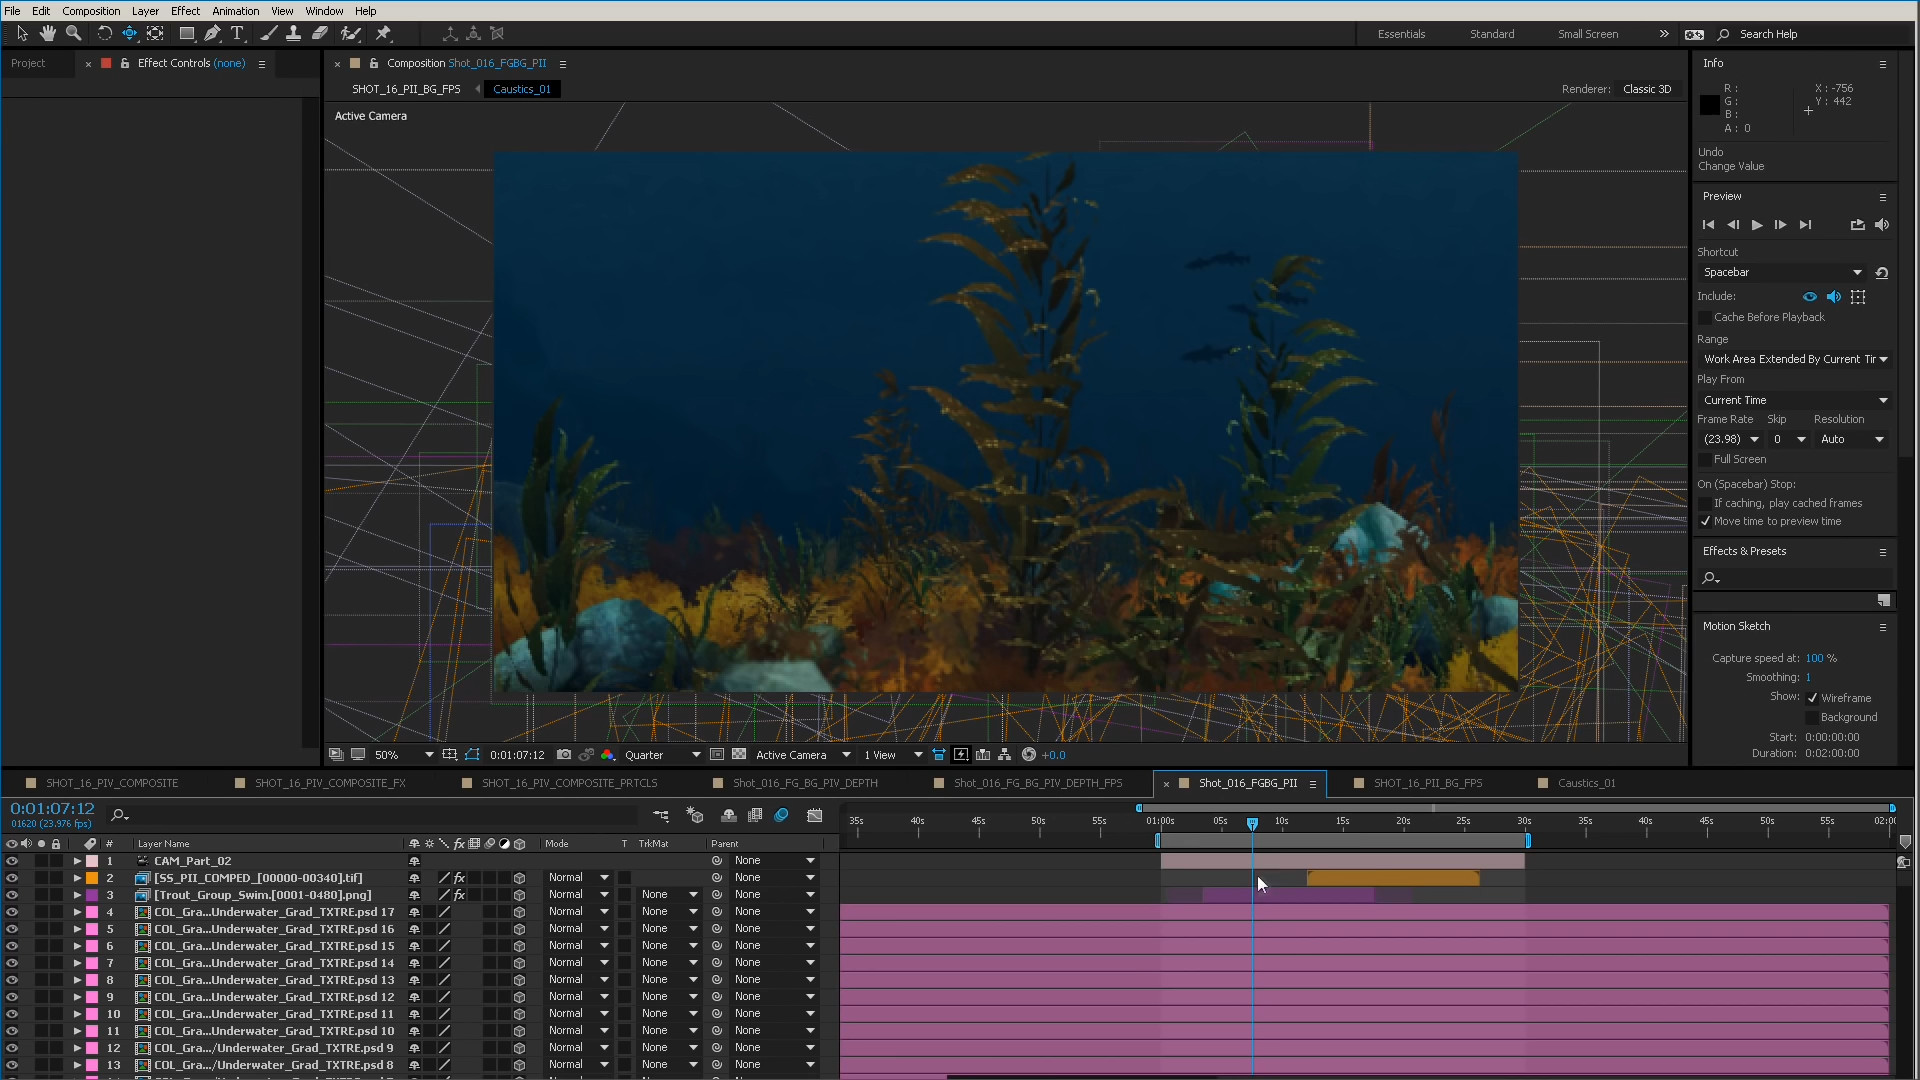 File Edit Composition Layer Effect Animation View Window Help
Essentials Standard Small Screen Search Help
Project Effect Controls (none)
Composition Shot_016_FGBG_PII
SHOT_16_PII_BG_FPS Caustics_01
Renderer: Classic 3D
Active Camera
Info
R :
G :
B :
A : 0
X : -756
Y : 442
Undo
Change Value
Preview
Shortcut
Spacebar
Include:
Cache Before Playback
Range
Work Area Extended By Current Tir
Play From
Current Time
Frame Rate Skip Resolution
(23.98) 0 Auto
Full Screen
On (Spacebar) Stop:
If caching, play cached frames
Move time to preview time
Effects & Presets
Motion Sketch
Capture speed at: 100 %
Smoothing: 1
Show: Wireframe
Background
Start: 0:00:00:00
Duration: 0:02:00:00
50% 0:01:07:12 Quarter Active Camera 1 View +0.0
SHOT_16_PIV_COMPOSITE SHOT_16_PIV_COMPOSITE_FX SHOT_16_PIV_COMPOSITE_PRTCLS Shot_016_FG_BG_PIV_DEPTH Shot_016_FG_BG_PIV_DEPTH_FPS Shot_016_FGBG_PII SHOT_16_PII_BG_FPS Caustics_01
0:01:07:12
01620 (23.976 fps)
35s 40s 45s 50s 55s 01:00s 05s 10s 15s 20s 25s 30s 35s 40s 45s 50s 55s 02:00
# Layer Name Mode T TrkMat Parent
1 CAM_Part_02 None
2 [SS_PII_COMPED_[00000-00340].tif] Normal None
3 [Trout_Group_Swim.[0001-0480].png] Normal None None
4 COL_Gra...Underwater_Grad_TXTRE.psd 17 Normal None None
5 COL_Gra...Underwater_Grad_TXTRE.psd 16 Normal None None
6 COL_Gra...Underwater_Grad_TXTRE.psd 15 Normal None None
7 COL_Gra...Underwater_Grad_TXTRE.psd 14 Normal None None
8 COL_Gra...Underwater_Grad_TXTRE.psd 13 Normal None None
9 COL_Gra...Underwater_Grad_TXTRE.psd 12 Normal None None
10 COL_Gra...Underwater_Grad_TXTRE.psd 11 Normal None None
11 COL_Gra...Underwater_Grad_TXTRE.psd 10 Normal None None
12 COL_Gra.../Underwater_Grad_TXTRE.psd 9 Normal None None
13 COL_Gra.../Underwater_Grad_TXTRE.psd 8 Normal None None